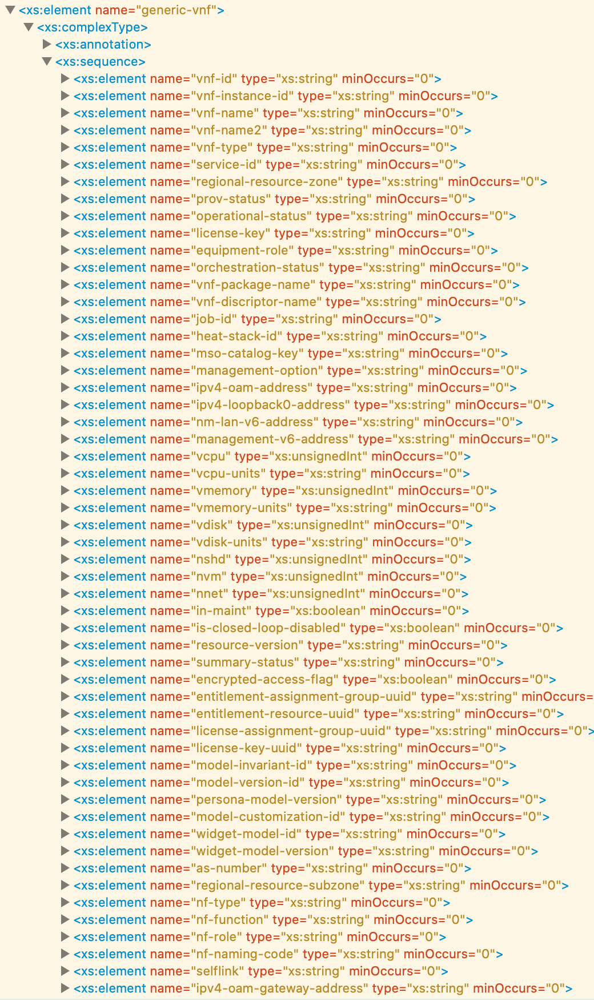 <xs:element name="generic-vnf">
<xs:complexType>
<xs:annotation>
<xs:sequence>
<xs:element name="vnf-id" type="xs:string" minOccurs="0">
<xs:element name="vnf-instance-id" type="xs:string" minOccurs="0">
<xs:element name="vnf-name" type="xs:string" minOccurs="0">
<xs:element name="vnf-name2" type="xs:string" minOccurs="0">
<xs:element name="vnf-type" type="xs:string" minOccurs="0">
<xs:element name="service-id" type="xs:string" minOccurs="0">
<xs:element name="regional-resource-zone" type="xs:string" minOccurs="0">
<xs:element name="prov-status" type="xs:string" minOccurs="0">
<xs:element name="operational-status" type="xs:string" minOccurs="0">
<xs:element name="license-key" type="xs:string" minOccurs="0">
<xs:element name="equipment-role" type="xs:string" minOccurs="0">
<xs:element name="orchestration-status" type="xs:string" minOccurs="0">
<xs:element name="vnf-package-name" type="xs:string" minOccurs="0">
<xs:element name="vnf-discriptor-name" type="xs:string" minOccurs="0">
<xs:element name="job-id" type="xs:string" minOccurs="0">
<xs:element name="heat-stack-id" type="xs:string" minOccurs="0">
<xs:element name="mso-catalog-key" type="xs:string" minOccurs="0">
<xs:element name="management-option" type="xs:string" minOccurs="0">
<xs:element name="ipv4-oam-address" type="xs:string" minOccurs="0">
<xs:element name="ipv4-loopback0-address" type="xs:string" minOccurs="0">
<xs:element name="nm-lan-v6-address" type="xs:string" minOccurs="0">
<xs:element name="management-v6-address" type="xs:string" minOccurs="0">
<xs:element name="vcpu" type="xs:unsignedInt" minOccurs="0">
<xs:element name="vcpu-units" type="xs:string" minOccurs="0">
<xs:element name="vmemory" type="xs:unsignedInt" minOccurs="0">
<xs:element name="vmemory-units" type="xs:string" minOccurs="0">
<xs:element name="vdisk" type="xs:unsignedInt" minOccurs="0">
<xs:element name="vdisk-units" type="xs:string" minOccurs="0">
<xs:element name="nshd" type="xs:unsignedInt" minOccurs="0">
<xs:element name="nvm" type="xs:unsignedInt" minOccurs="0">
<xs:element name="nnet" type="xs:unsignedInt" minOccurs="0">
<xs:element name="in-maint" type="xs:boolean" minOccurs="0">
<xs:element name="is-closed-loop-disabled" type="xs:boolean" minOccurs="0">
<xs:element name="resource-version" type="xs:string" minOccurs="0">
<xs:element name="summary-status" type="xs:string" minOccurs="0">
<xs:element name="encrypted-access-flag" type="xs:boolean" minOccurs="0">
<xs:element name="entitlement-assignment-group-uuid" type="xs:string" minOccurs=
<xs:element name="entitlement-resource-uuid" type="xs:string" minOccurs="0">
<xs:element name="license-assignment-group-uuid" type="xs:string" minOccurs="0">
<xs:element name="license-key-uuid" type="xs:string" minOccurs="0">
<xs:element name="model-invariant-id" type="xs:string" minOccurs="0">
<xs:element name="model-version-id" type="xs:string" minOccurs="0">
<xs:element name="persona-model-version" type="xs:string" minOccurs="0">
<xs:element name="model-customization-id" type="xs:string" minOccurs="0">
<xs:element name="widget-model-id" type="xs:string" minOccurs="0">
<xs:element name="widget-model-version" type="xs:string" minOccurs="0">
<xs:element name="as-number" type="xs:string" minOccurs="0">
<xs:element name="regional-resource-subzone" type="xs:string" minOccurs="0">
<xs:element name="nf-type" type="xs:string" minOccurs="0">
<xs:element name="nf-function" type="xs:string" minOccurs="0">
<xs:element name="nf-role" type="xs:string" minOccurs="0">
<xs:element name="nf-naming-code" type="xs:string" minOccurs="0">
<xs:element name="selflink" type="xs:string" minOccurs="0">
<xs:element name="ipv4-oam-gateway-address" type="xs:string" minOccurs="0">